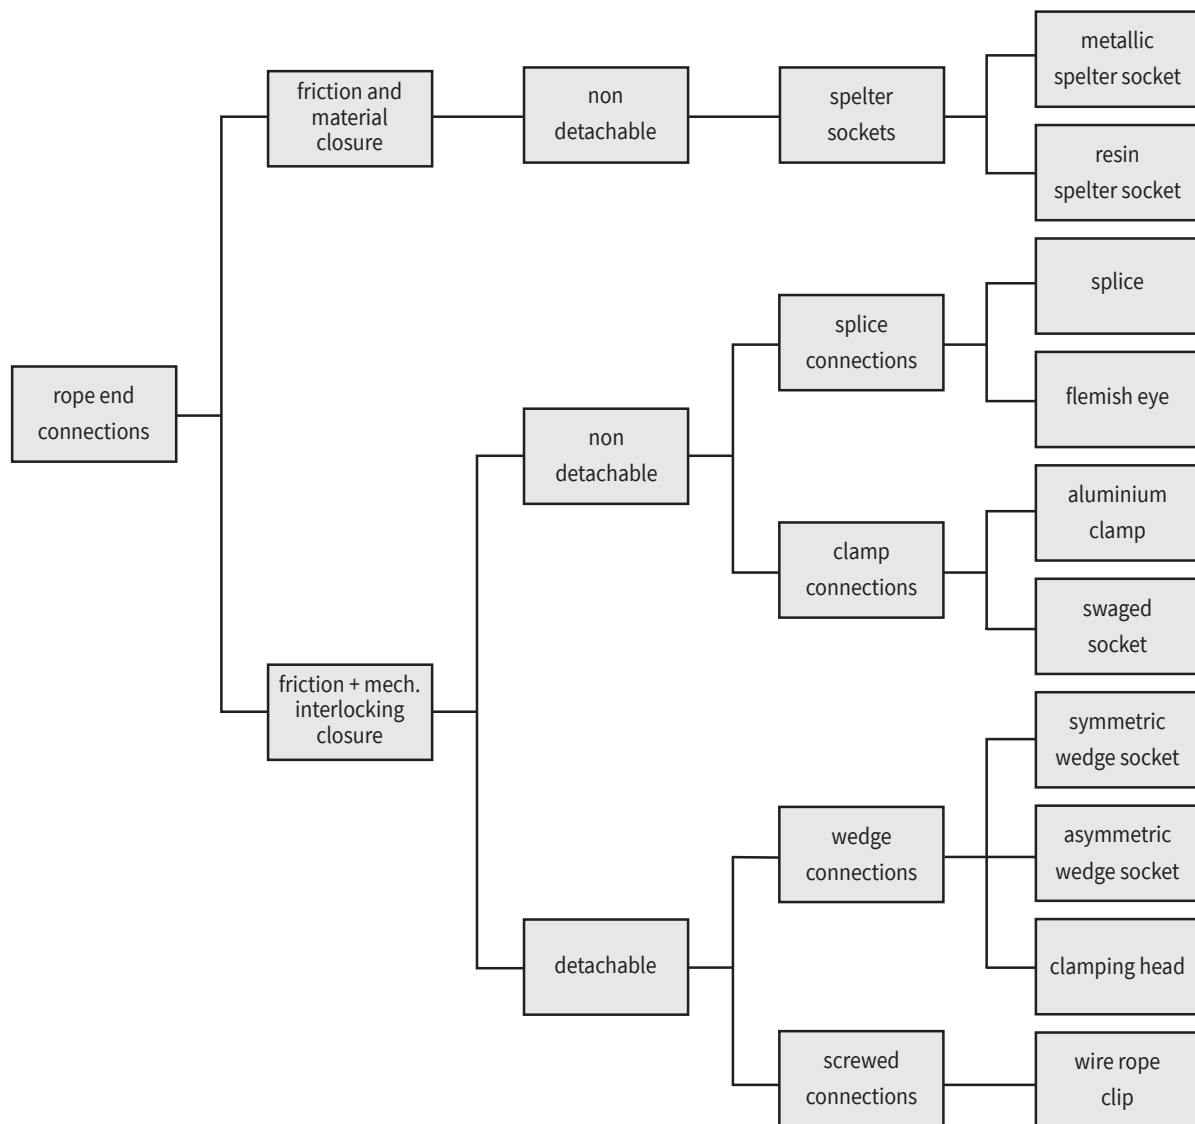 rope end
connections
friction and
material
closure
non
detachable
spelter
sockets
metallic
spelter socket
resin
spelter socket
friction + mech.
interlocking
closure
non
detachable
splice
connections
splice
flemish eye
clamp
connections
aluminium
clamp
swaged
socket
detachable
wedge
connections
symmetric
wedge socket
asymmetric
wedge socket
clamping head
screwed
connections
wire rope
clip